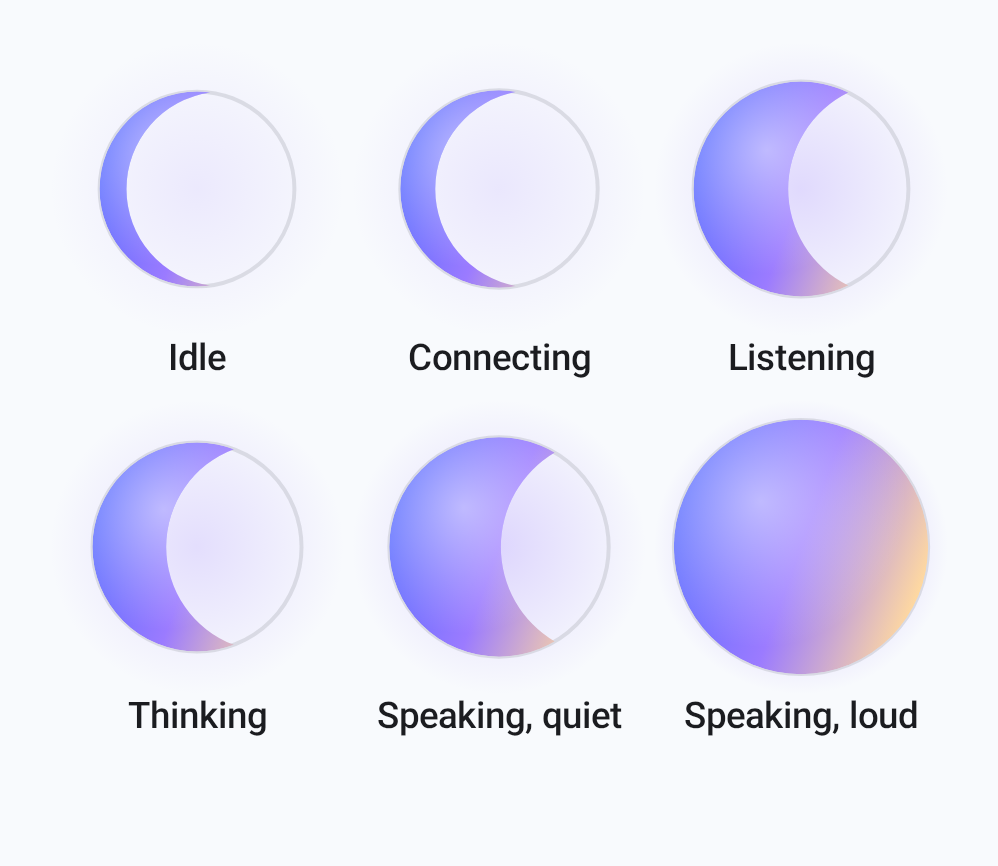 Idle
Connecting
Listening
Thinking
Speaking, quiet
Speaking, loud